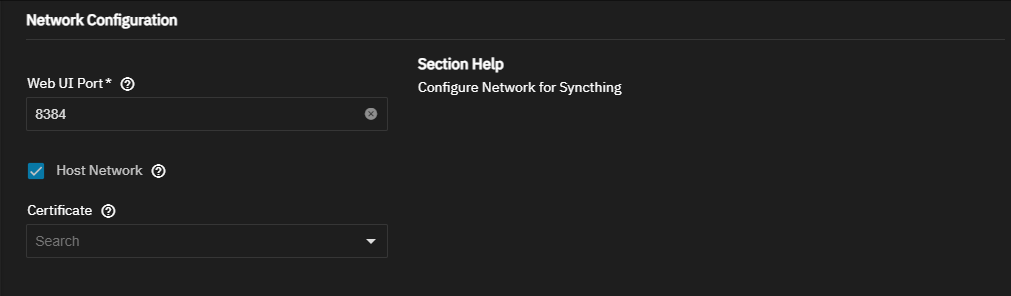 Network Configuration
Web UI Port*
8384
Host Network
Certificate
Search
Section Help
Configure Network for Syncthing